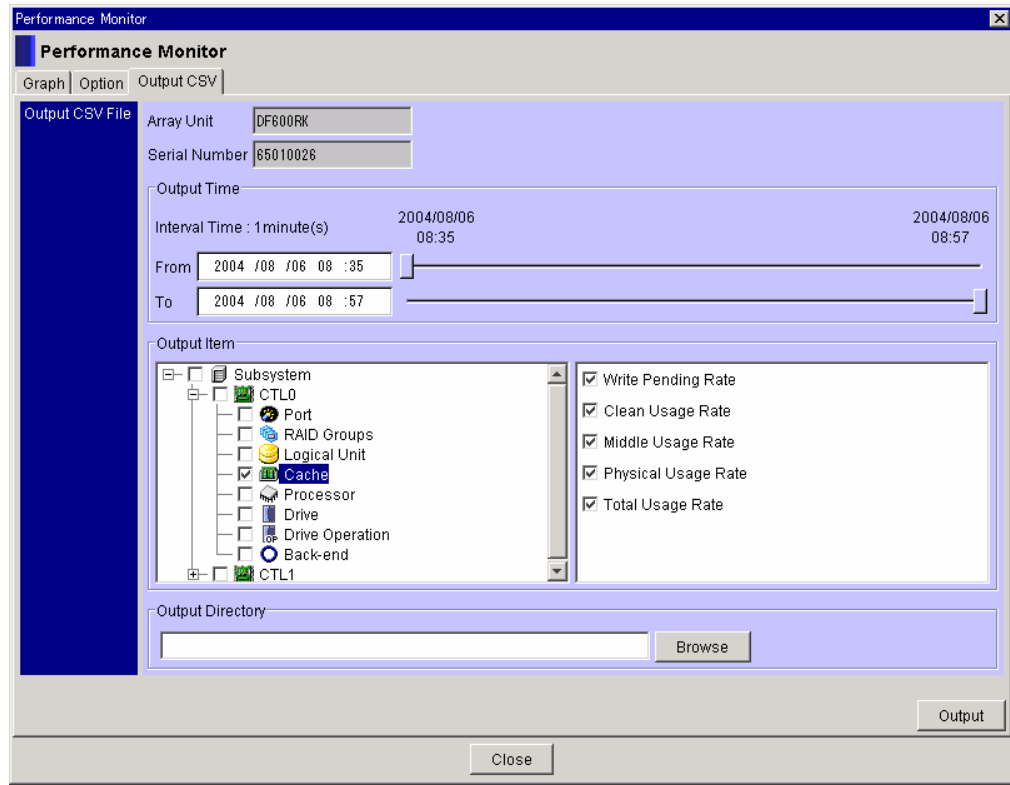 Performance Monitor
Performance Monitor
Graph Option Output CSV
Output CSV File
Array Unit DF600RK
Serial Number 65010026
Output Time
Interval Time : 1minute(s)
2004/08/06 08:35
2004/08/06 08:57
From 2004 /08 /06 08 :35
To 2004 /08 /06 08 :57
Output Item
Subsystem
CTL0
Port
RAID Groups
Logical Unit
Cache
Processor
Drive
OP Drive Operation
Back-end
CTL1
Write Pending Rate
Clean Usage Rate
Middle Usage Rate
Physical Usage Rate
Total Usage Rate
Output Directory
Browse
Output
Close